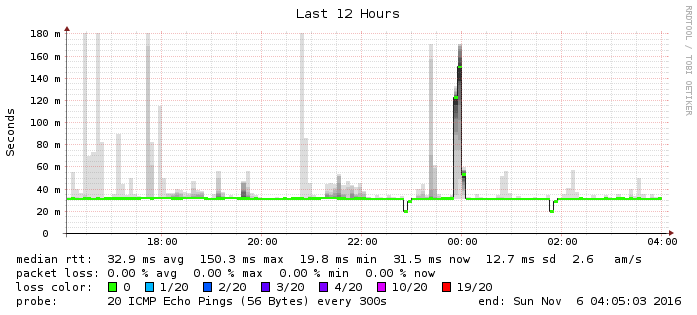 Last 12 Hours
RRDTOOL / TOBI OETIKER
Seconds
180 m
160 m
140 m
120 m
100 m
80 m
60 m
40 m
20 m
0
18:00 20:00 22:00 00:00 02:00 04:00
median rtt: 32.9 ms avg 150.3 ms max 19.8 ms min 31.5 ms now 12.7 ms sd 2.6 am/s
packet loss: 0.00 % avg 0.00 % max 0.00 % min 0.00 % now
loss color: 0 1/20 2/20 3/20 4/20 10/20 19/20
probe: 20 ICMP Echo Pings (56 Bytes) every 300s end: Sun Nov 6 04:05:03 2016